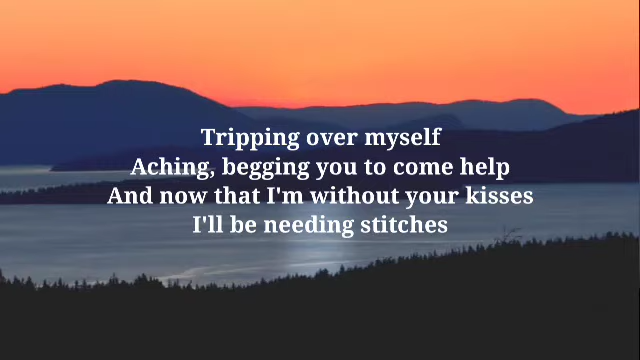 Tripping over myself
Aching, begging you to come help
And now that I'm without your kisses
I'll be needing stitches